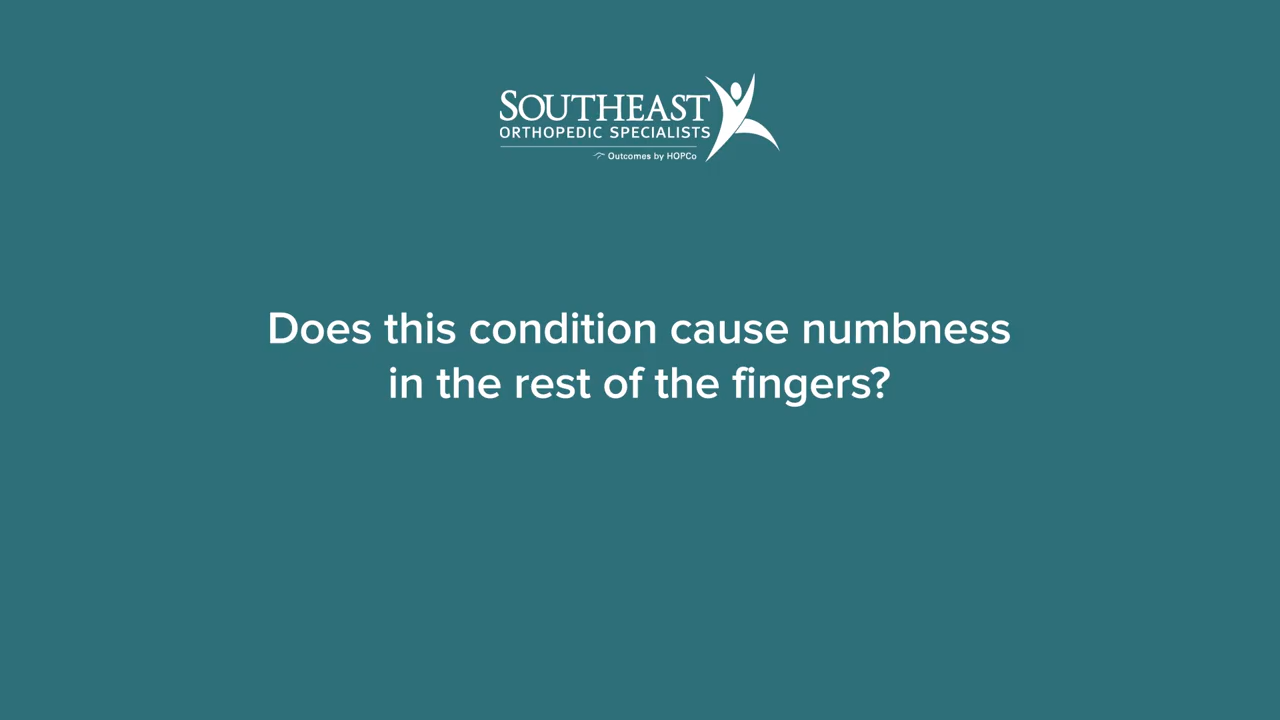 SOUTHEAST
ORTHOPEDIC SPECIALISTS
Outcomes by HOPCo
Does this condition cause numbness
in the rest of the fingers?